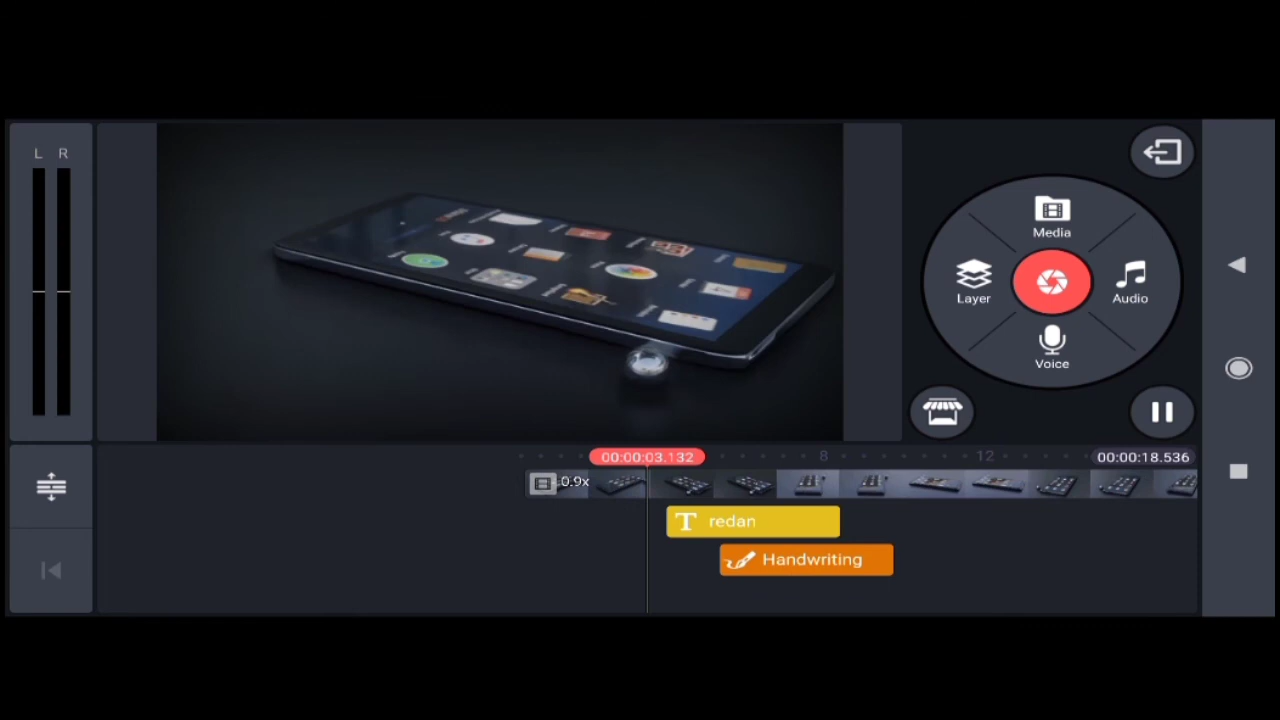 L R
Media
Layer
Audio
Voice
00:00:03.132
8
12
00:00:18.536
0.9x
T redan
Handwriting